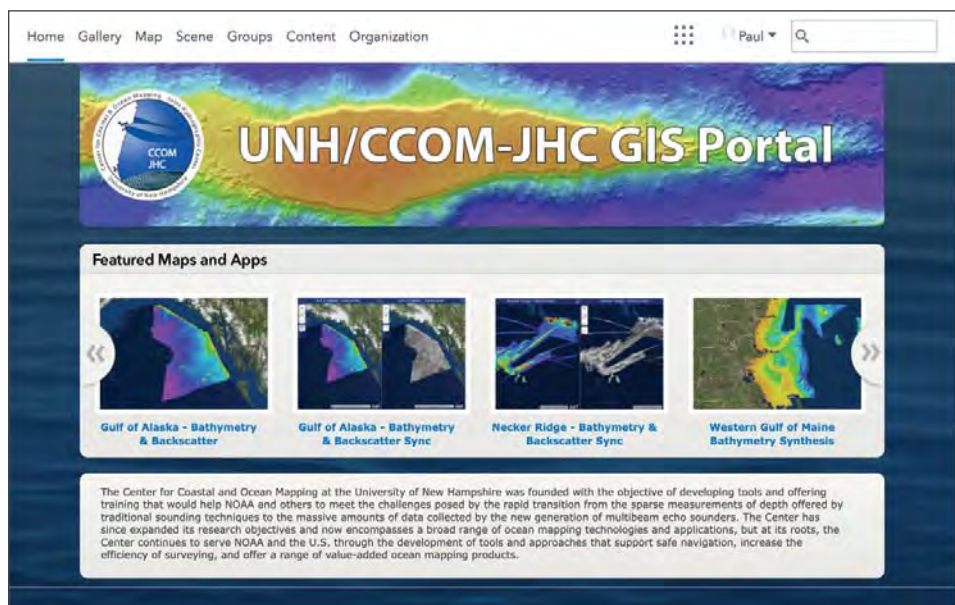 Home Gallery Map Scene Groups Content Organization Paul
CCOM
JHC
UNH/CCOM-JHC GIS Portal
Featured Maps and Apps
Gulf of Alaska - Bathymetry
& Backscatter
Gulf of Alaska - Bathymetry
& Backscatter Sync
Necker Ridge - Bathymetry &
Backscatter Sync
Western Gulf of Maine
Bathymetry Synthesis
The Center for Coastal and Ocean Mapping at the University of New Hampshire was founded with the objective of developing tools and offering
training that would help NOAA and others to meet the challenges posed by the rapid transition from the sparse measurements of depth offered by
traditional sounding techniques to the massive amounts of data collected by the new generation of multibeam echo sounders. The Center has
since expanded its research objectives and now encompasses a broad range of ocean mapping technologies and applications, but at its roots, the
Center continues to serve NOAA and the U.S. through the development of tools and approaches that support safe navigation, increase the
efficiency of surveying, and offer a range of value-added ocean mapping products.